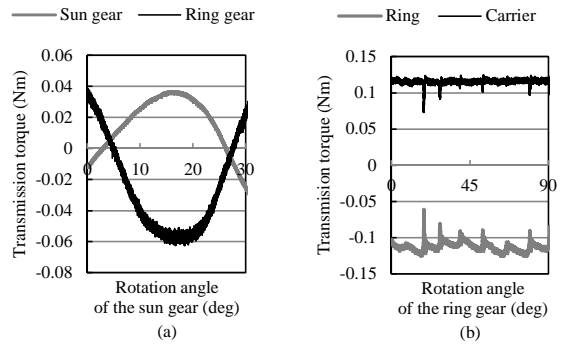 Sun gear
Ring gear
Transmission torque (Nm)
0.06
0.04
0.02
0
-0.02
-0.04
-0.06
-0.08
0
10
20
30
Rotation angle
of the sun gear (deg)
(a)
Ring
Carrier
Transmission torque (Nm)
0.15
0.1
0.05
0
-0.05
-0.1
-0.15
0
45
90
Rotation angle
of the ring gear (deg)
(b)